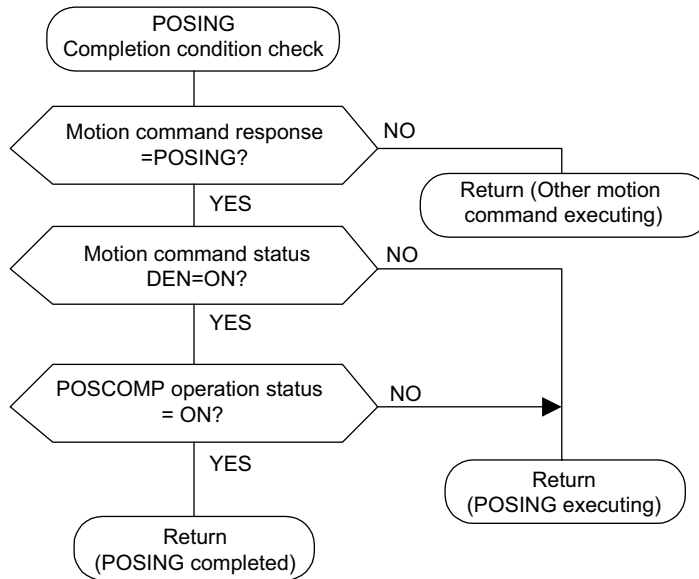 POSING
Completion condition check
Motion command response
=POSING?
NO
Return (Other motion
command executing)
YES
Motion command status
DEN=ON?
NO
YES
POSCOMP operation status
= ON?
NO
YES
Return
(POSING executing)
Return
(POSING completed)